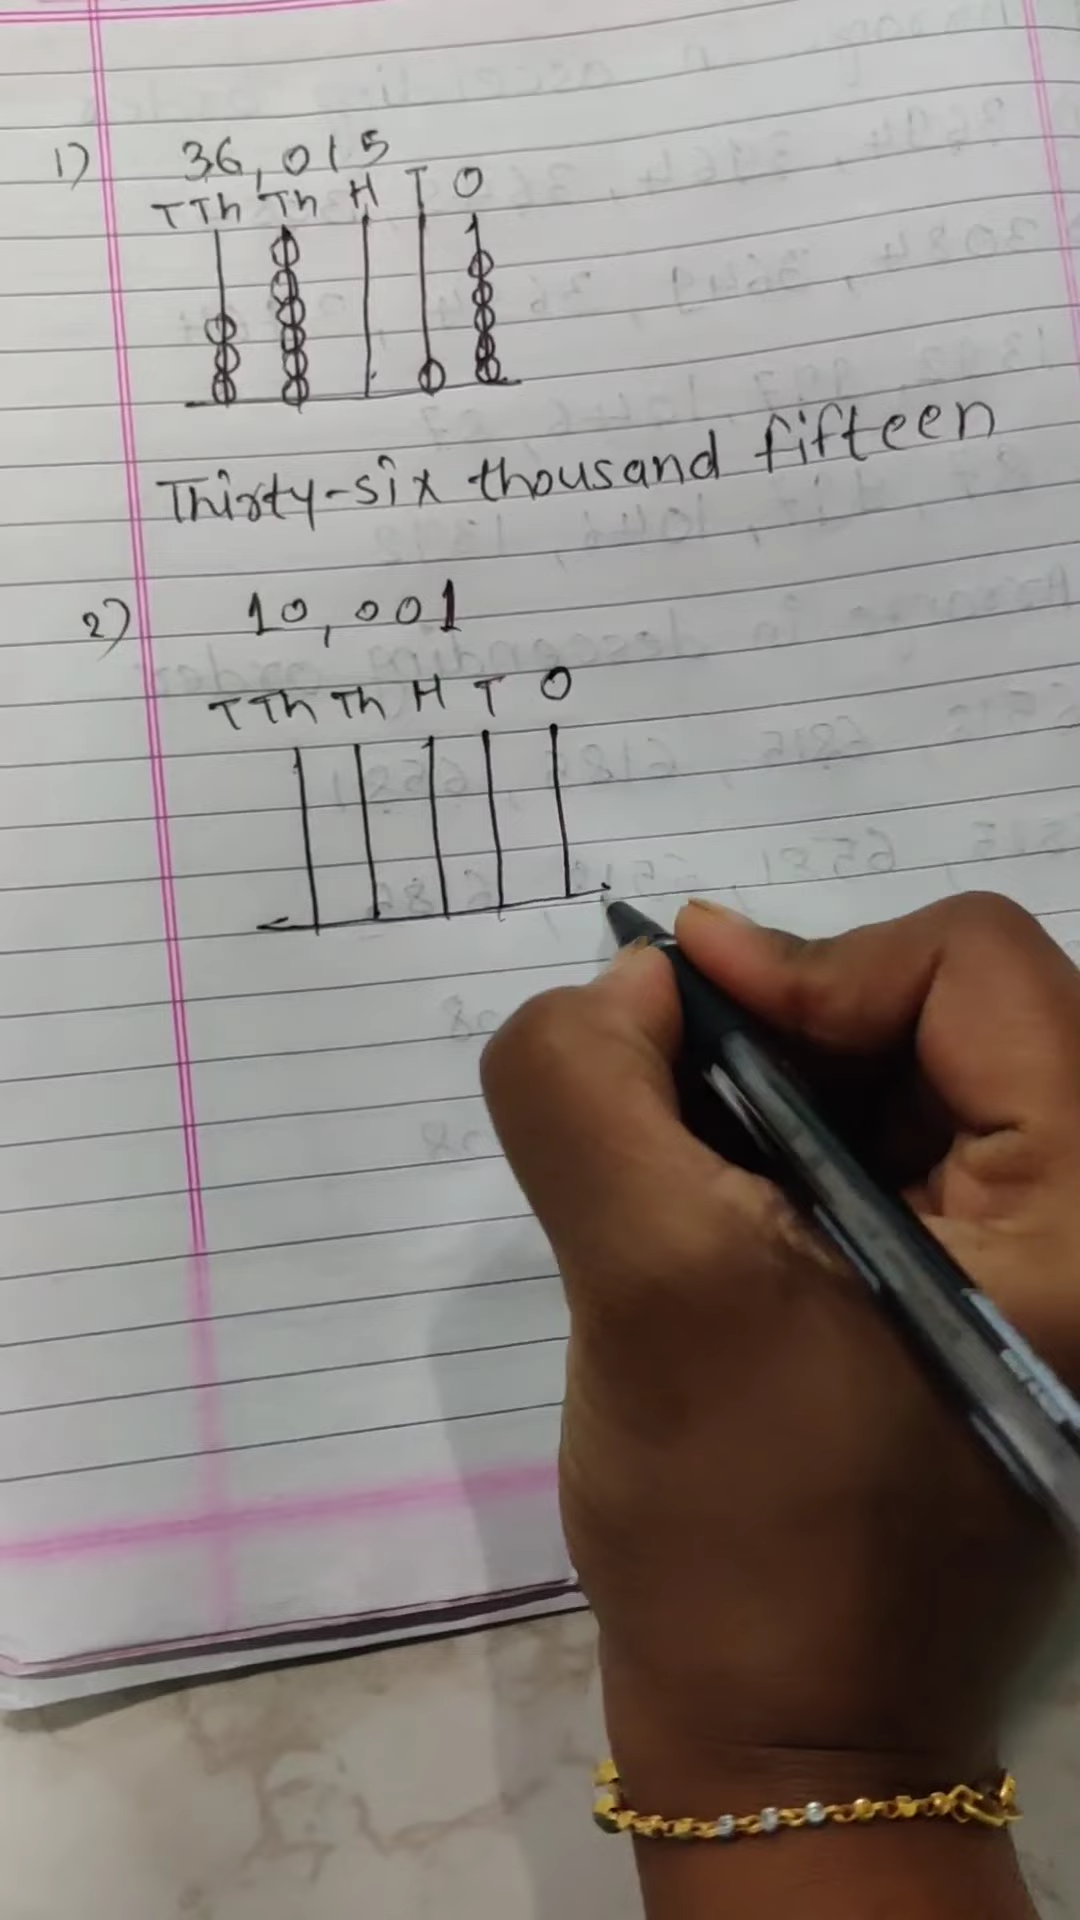 1) 36,015
TTh Th H T O
Thirty-six thousand fifteen
2) 10,001
TTh Th H T O